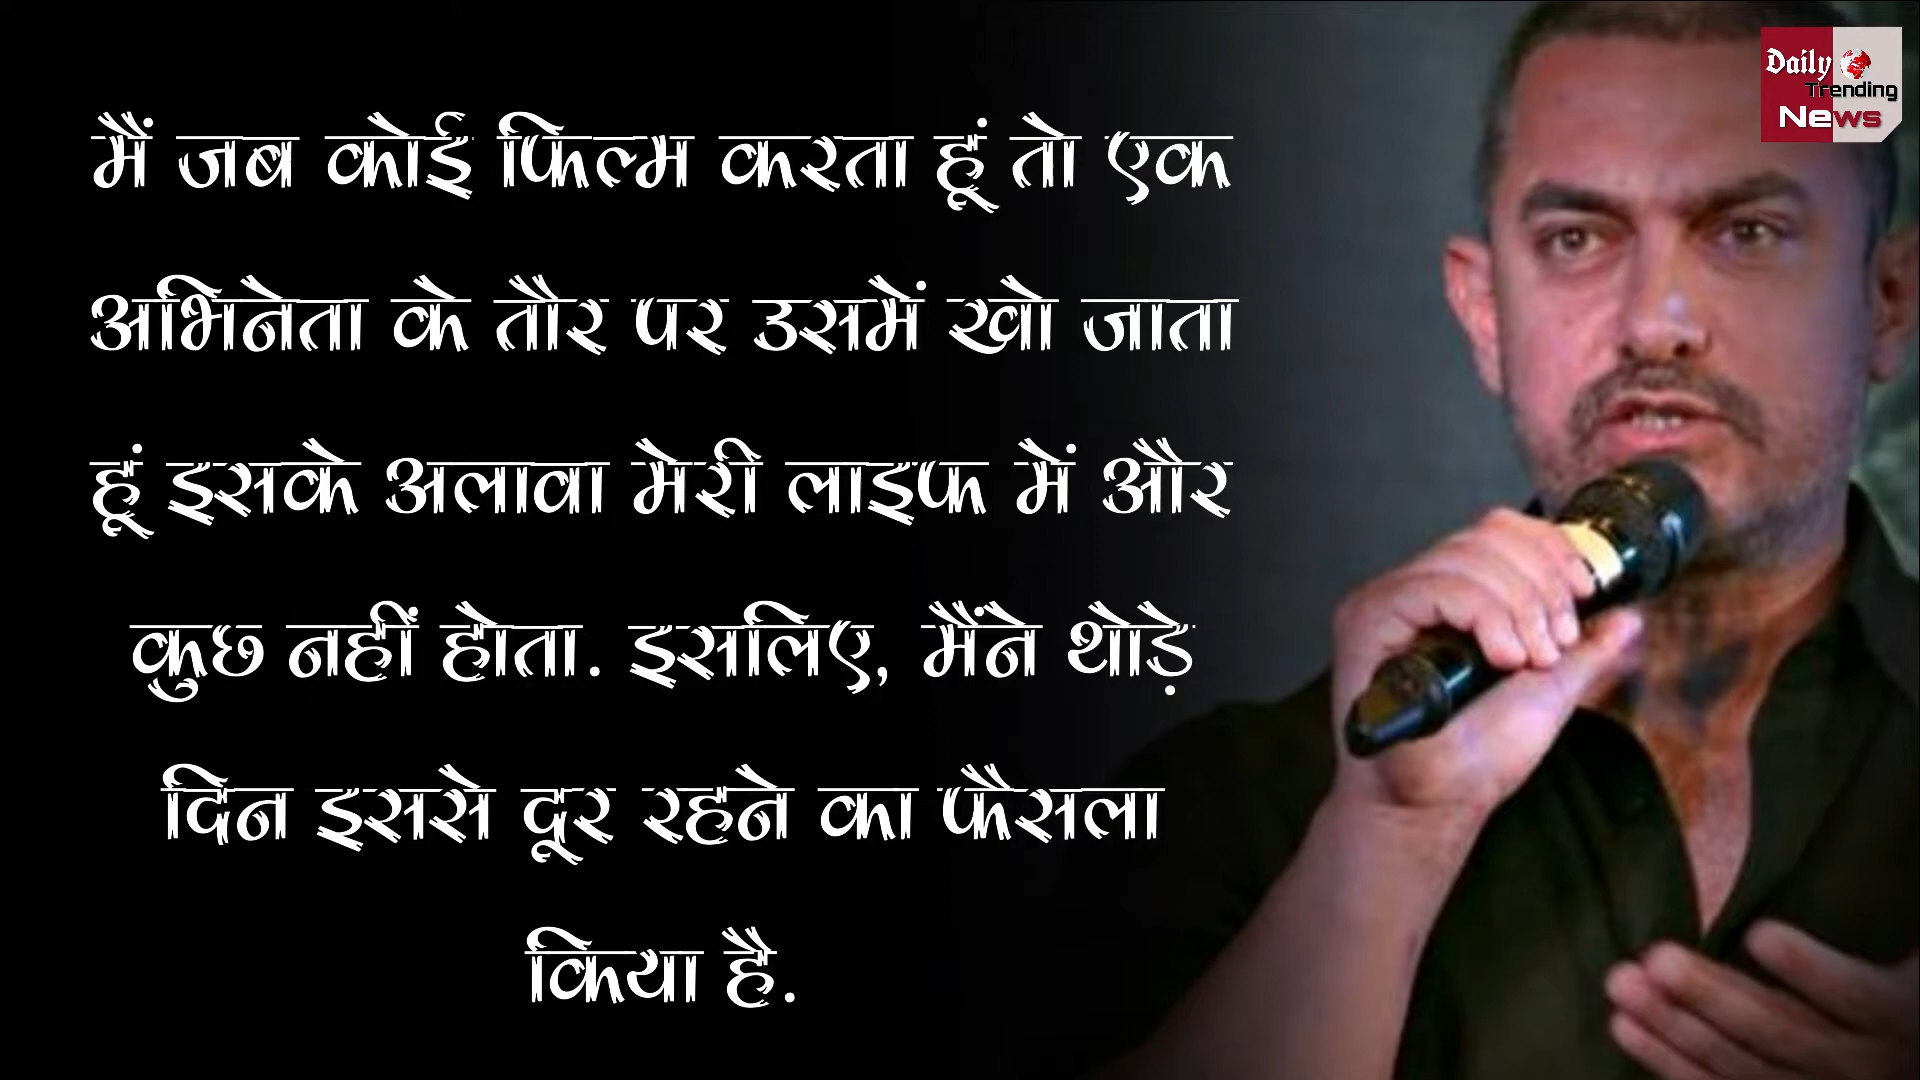 मैं जब कोई फिल्म करता हूं तो एक
अभिनेता के तौर पर उसमें खो जाता
हूं इसके अलावा मेरी लाइफ में और
कुछ नहीं होता. इसलिए, मैंने थोड़े
दिन इससे दूर रहने का फैसला
किया है.
Daily
Trending
News